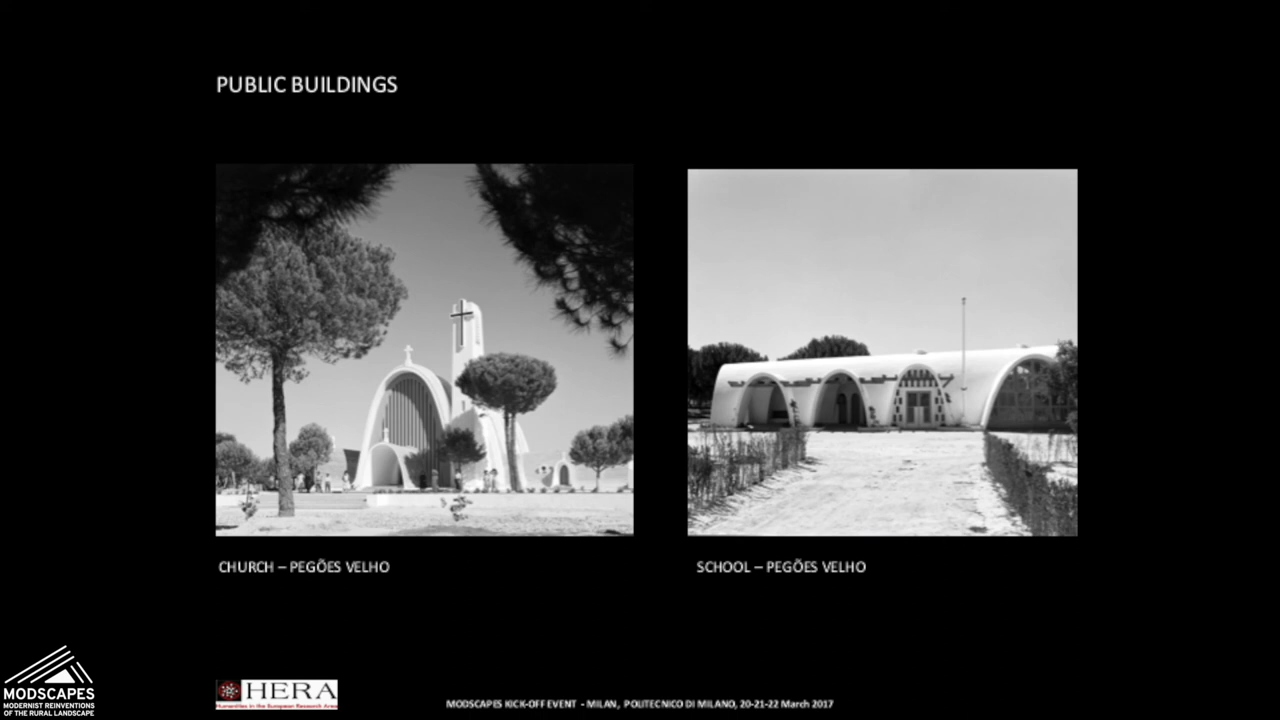 PUBLIC BUILDINGS
CHURCH – PEGÕES VELHO
SCHOOL – PEGÕES VELHO
MODSCAPES
MODERNIST REINVENTIONS
OF THE RURAL LANDSCAPE
HERA
Humanities in the European Research Area
MODSCAPES KICK-OFF EVENT - MILAN, POLITECNICO DI MILANO, 20-21-22 March 2017